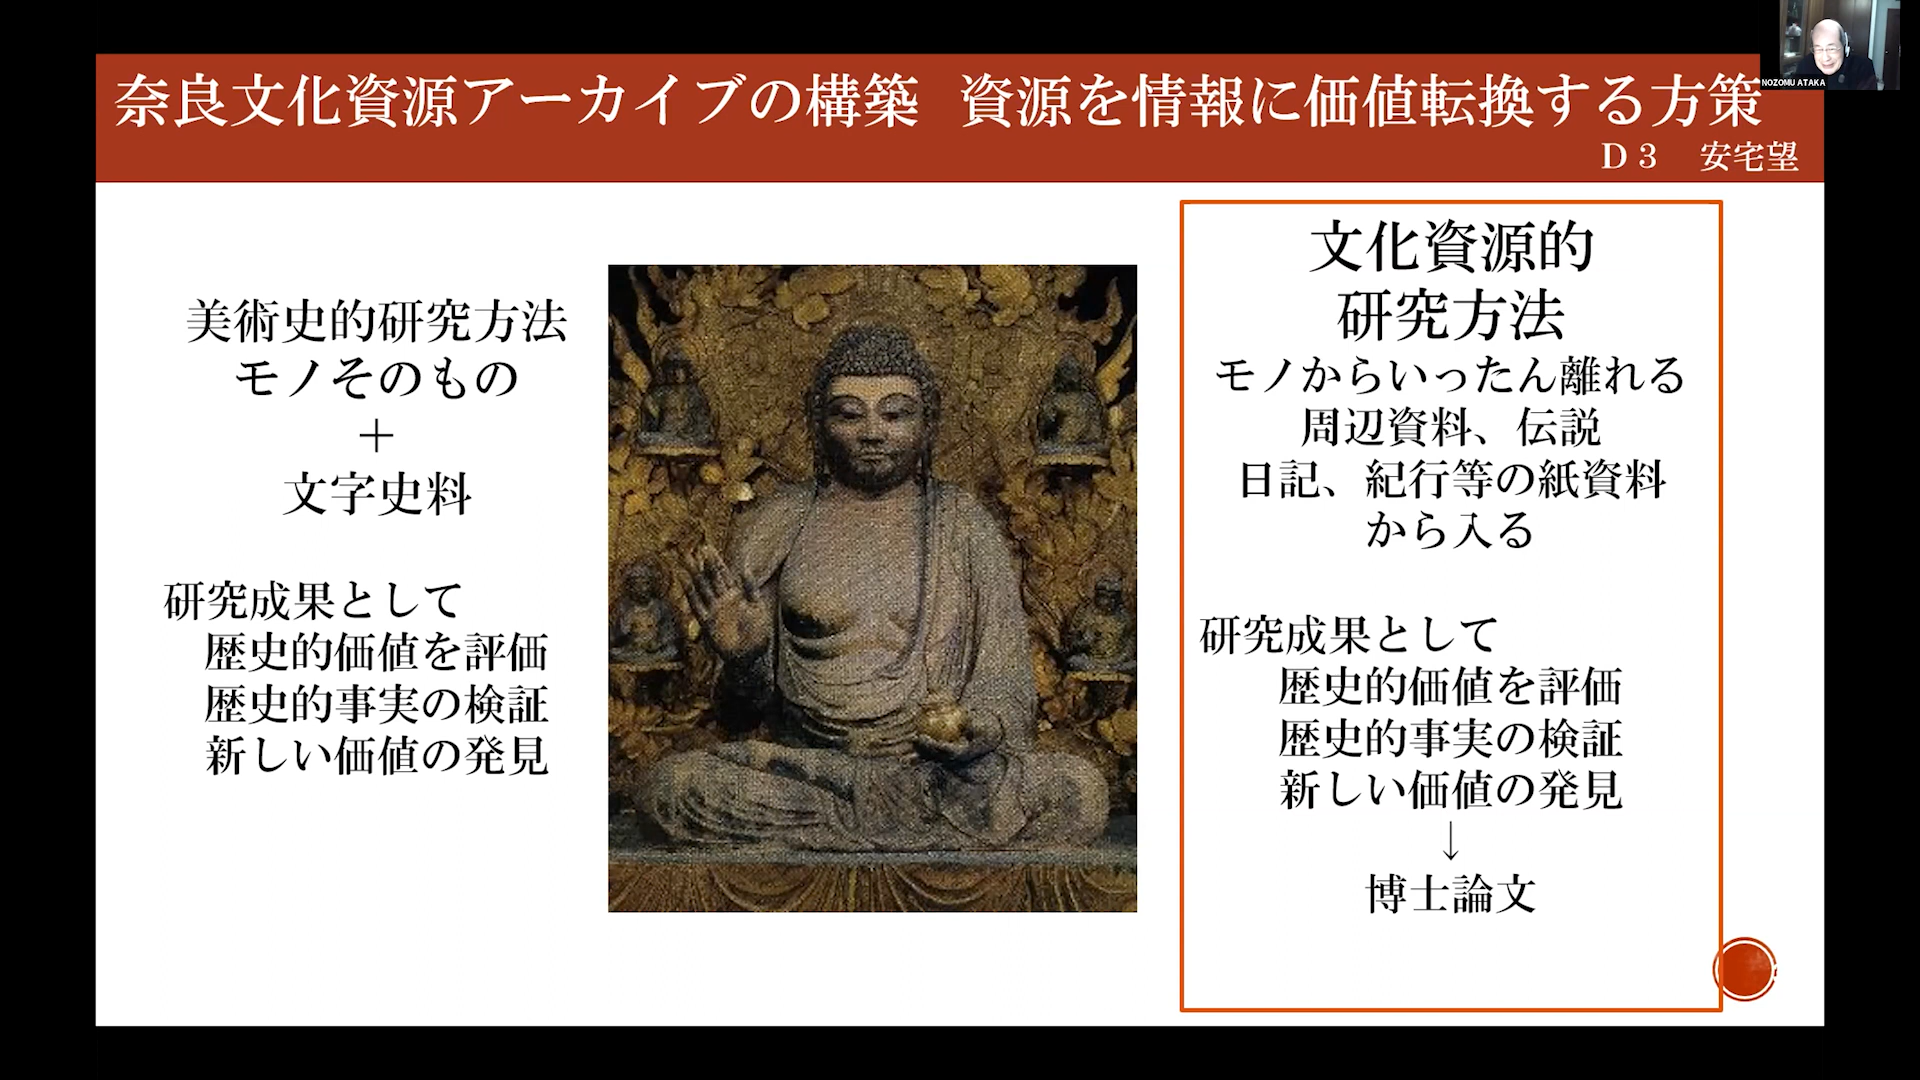 奈良文化資源アーカイブの構築 資源を情報に価値転換する方策
D３ 安宅望
NOZOMU ATAKA
美術史的研究方法
モノそのもの
＋
文字史料
研究成果として
歴史的価値を評価
歴史的事実の検証
新しい価値の発見
文化資源的
研究方法
モノからいったん離れる
周辺資料、伝説
日記、紀行等の紙資料
から入る
研究成果として
歴史的価値を評価
歴史的事実の検証
新しい価値の発見
↓
博士論文